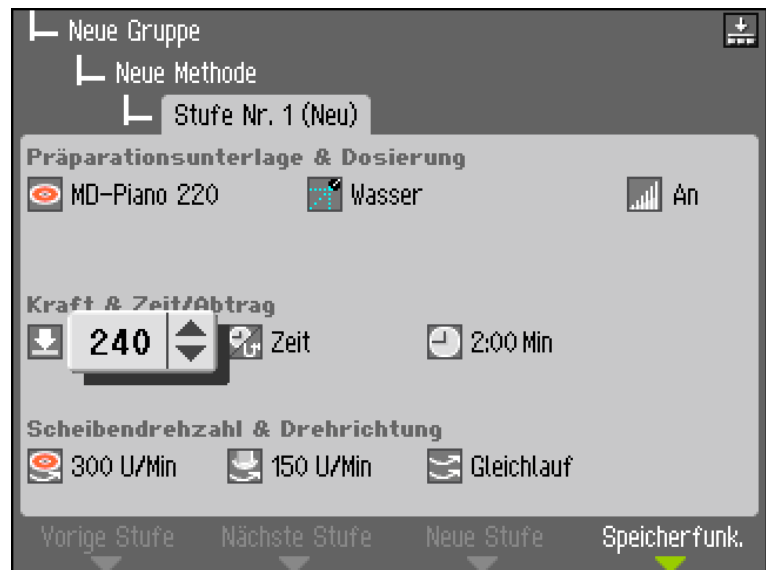 Neue Gruppe
Neue Methode
Stufe Nr. 1 (Neu)
Präparationsunterlage & Dosierung
MD-Piano 220 Wasser An
Kraft & Zeit/Abtrag
240 Zeit 2:00 Min
Scheibendrehzahl & Drehrichtung
300 U/Min 150 U/Min Gleichlauf
Vorige Stufe Nächste Stufe Neue Stufe Speicherfunk.